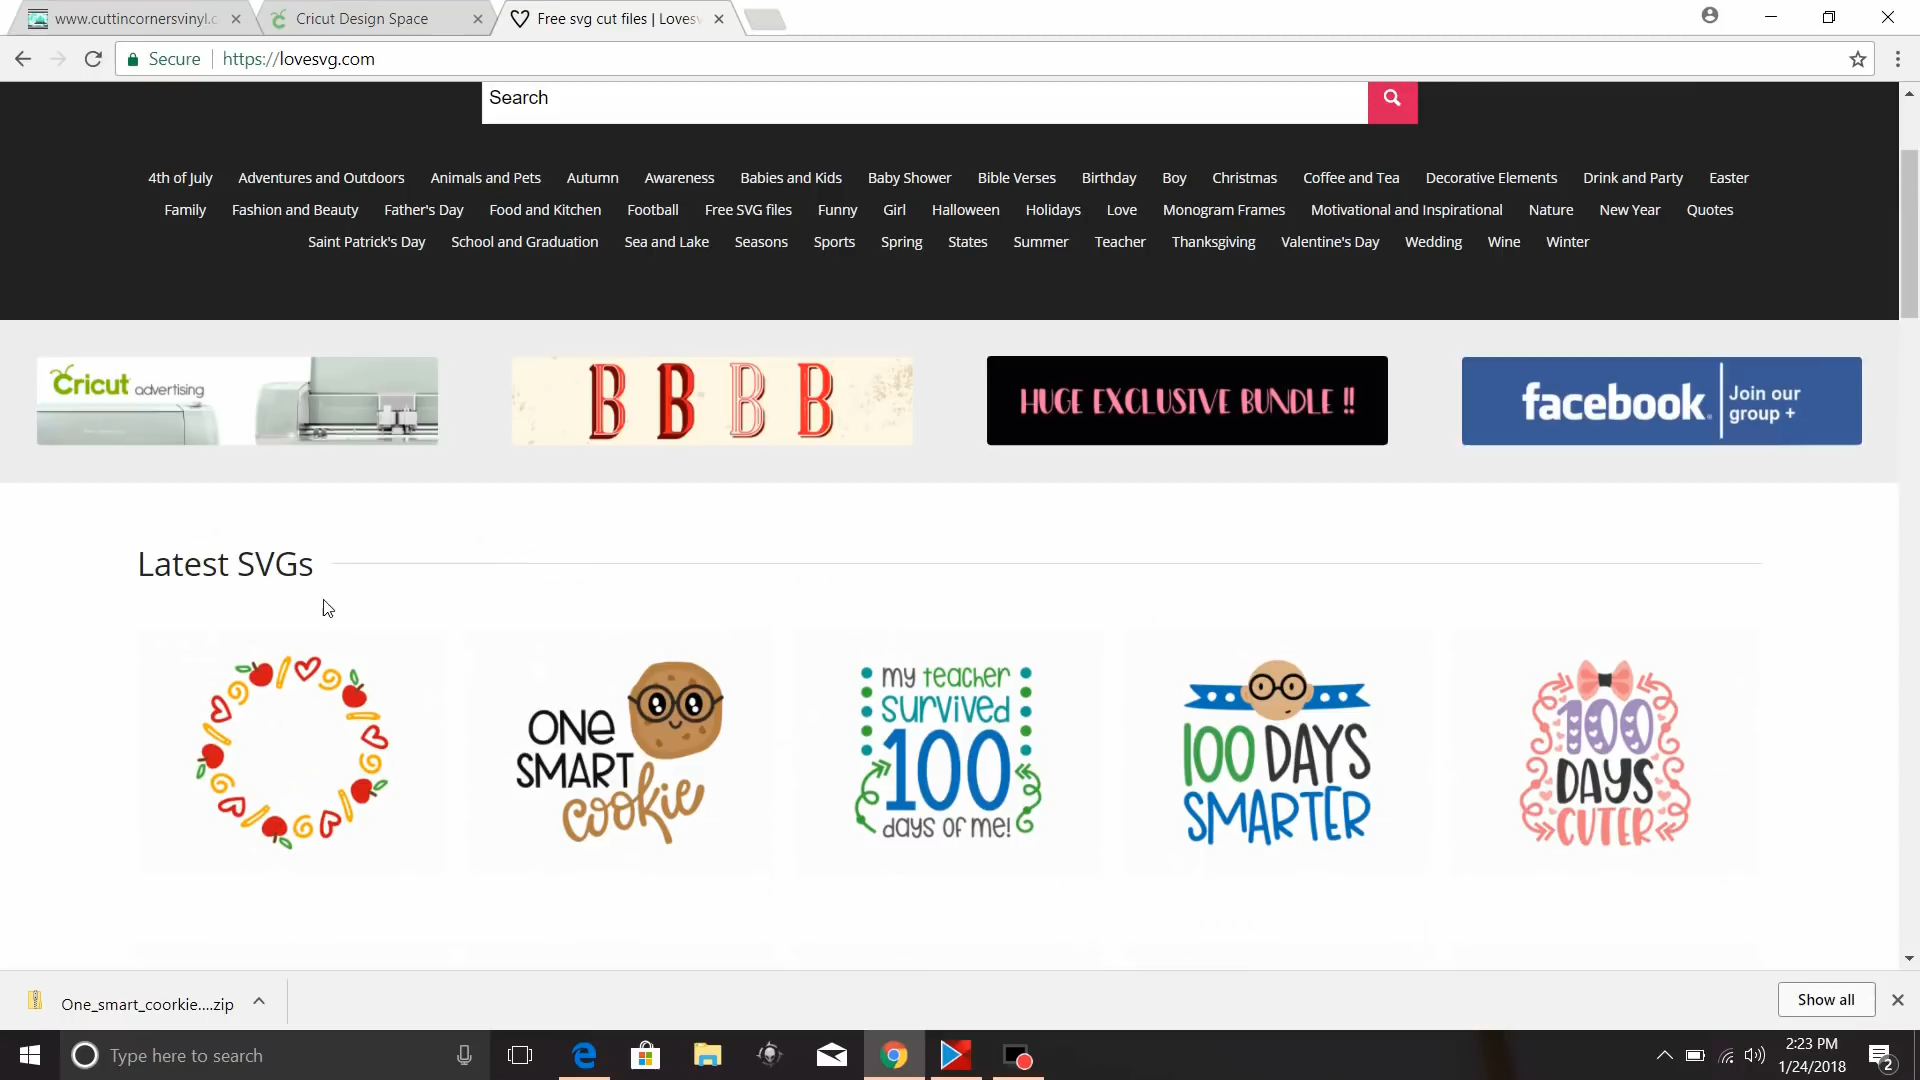 www.cuttincornersvinyl.c
Cricut Design Space
Free svg cut files | Lovesv
Secure
https://lovesvg.com
Search
4th of July Adventures and Outdoors Animals and Pets Autumn Awareness Babies and Kids Baby Shower Bible Verses Birthday Boy Christmas Coffee and Tea Decorative Elements Drink and Party Easter
Family Fashion and Beauty Father's Day Food and Kitchen Football Free SVG files Funny Girl Halloween Holidays Love Monogram Frames Motivational and Inspirational Nature New Year Quotes
Saint Patrick's Day School and Graduation Sea and Lake Seasons Sports Spring States Summer Teacher Thanksgiving Valentine's Day Wedding Wine Winter
Cricut advertising
B B B B
HUGE EXCLUSIVE BUNDLE !!
facebook
Join our
group +
Latest SVGs
ONE
SMART
cookie
my teacher
survived
100
days of me!
100 DAYS
SMARTER
100
DAYS
CUTER
One_smart_coorkie....zip
Show all
Type here to search
2:23 PM
1/24/2018
2